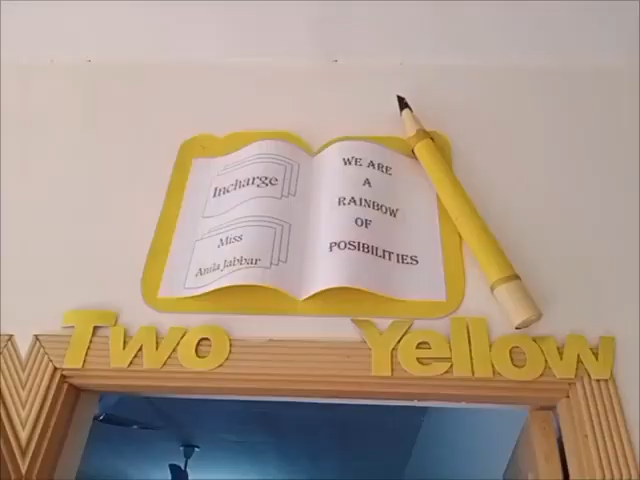 Incharge
Miss
Anila Jabbar
WE ARE
A
RAINBOW
OF
POSIBILITIES
Two Yellow